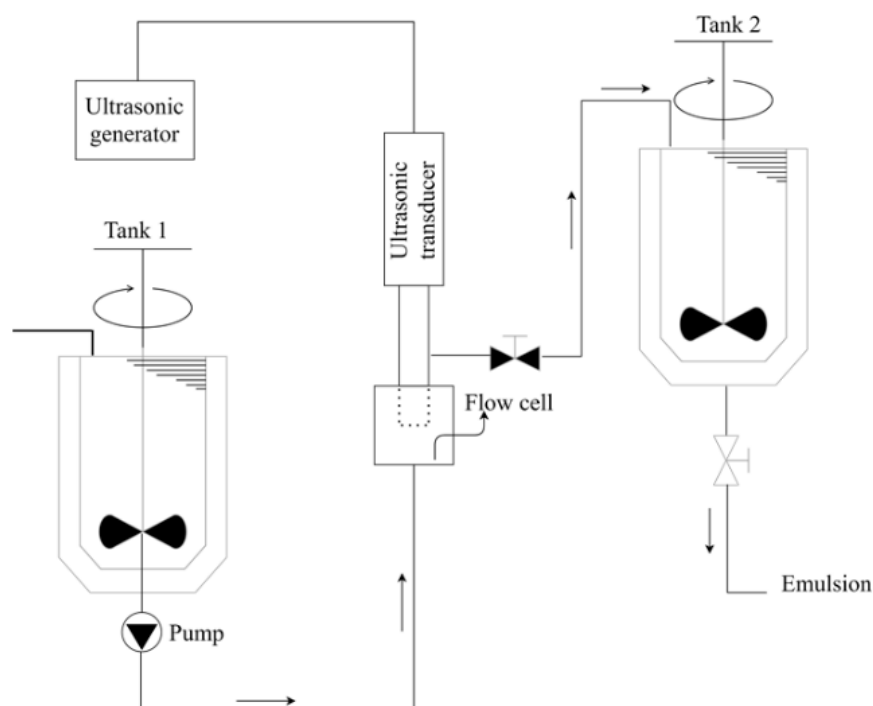 Tank 2
Ultrasonic
generator
Ultrasonic
transducer
Tank 1
Flow cell
Emulsion
Pump